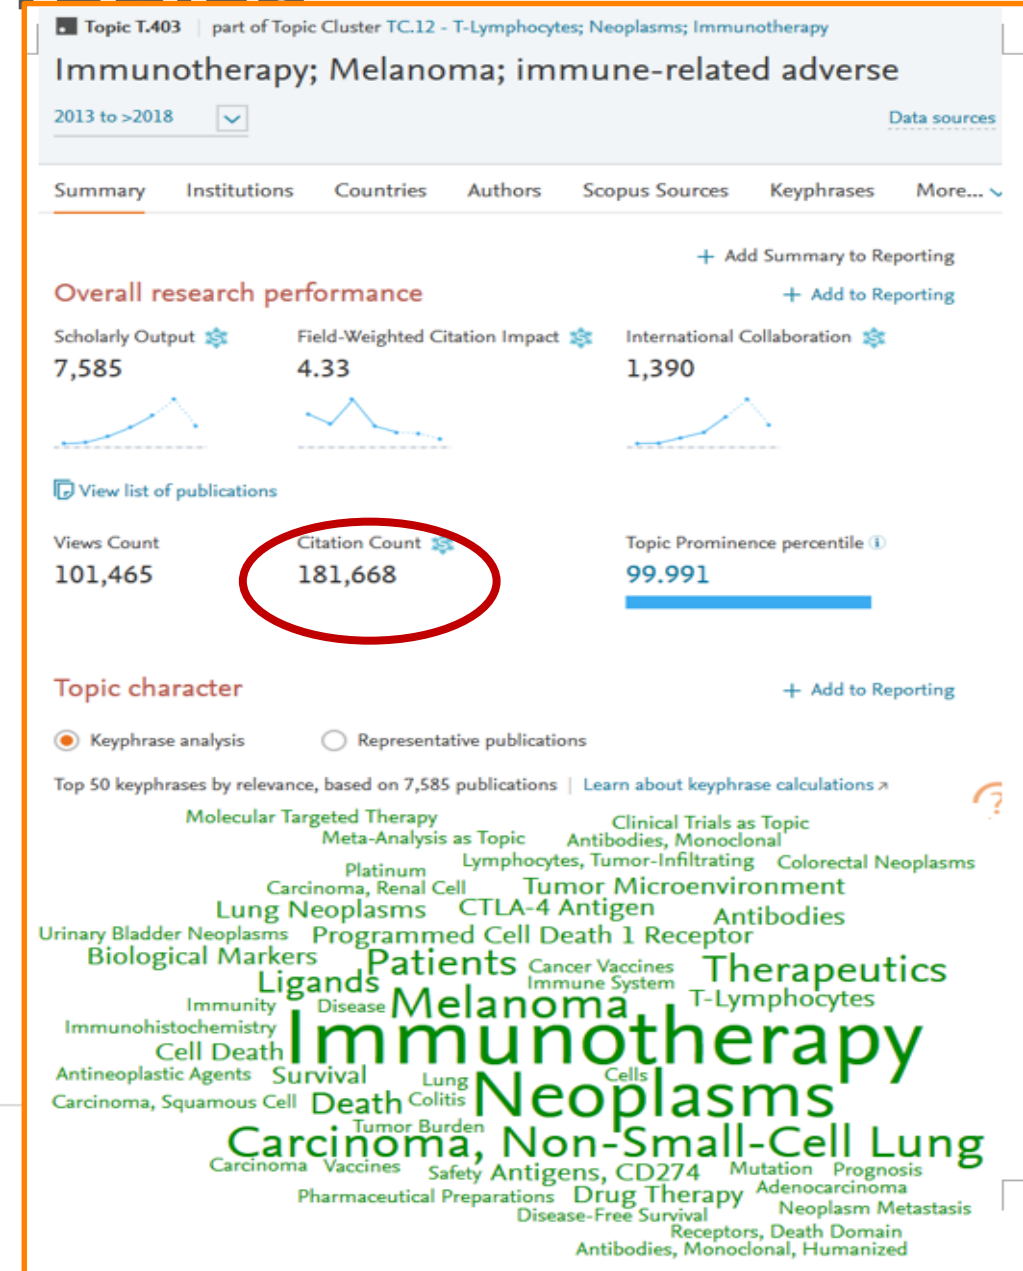 Topic T.403 | part of Topic Cluster TC.12 - T-Lymphocytes; Neoplasms; Immunotherapy
Immunotherapy; Melanoma; immune-related adverse
2013 to >2018
Data sources
Summary Institutions Countries Authors Scopus Sources Keyphrases More...
+ Add Summary to Reporting
Overall research performance
+ Add to Reporting
Scholarly Output Field-Weighted Citation Impact International Collaboration
7,585 4.33 1,390
View list of publications
Views Count Citation Count Topic Prominence percentile
101,465 181,668 99.991
Topic character
+ Add to Reporting
Keyphrase analysis Representative publications
Top 50 keyphrases by relevance, based on 7,585 publications | Learn about keyphrase calculations
?
Molecular Targeted Therapy Clinical Trials as Topic
Meta-Analysis as Topic Antibodies, Monoclonal
Platinum Lymphocytes, Tumor-Infiltrating Colorectal Neoplasms
Carcinoma, Renal Cell Tumor Microenvironment
Lung Neoplasms CTLA-4 Antigen Antibodies
Urinary Bladder Neoplasms Programmed Cell Death 1 Receptor
Biological Markers Patients Cancer Vaccines Therapeutics
Ligands Immune System
Immunity Disease Melanoma T-Lymphocytes
Immunohistochemistry Immunotherapy
Cell Death
Antineoplastic Agents Survival Lung Neoplasms Cells
Carcinoma, Squamous Cell Death Colitis
Tumor Burden
Carcinoma, Non-Small-Cell Lung
Carcinoma Vaccines Safety Antigens, CD274 Mutation Prognosis
Pharmaceutical Preparations Drug Therapy Adenocarcinoma
Disease-Free Survival Neoplasm Metastasis
Receptors, Death Domain
Antibodies, Monoclonal, Humanized